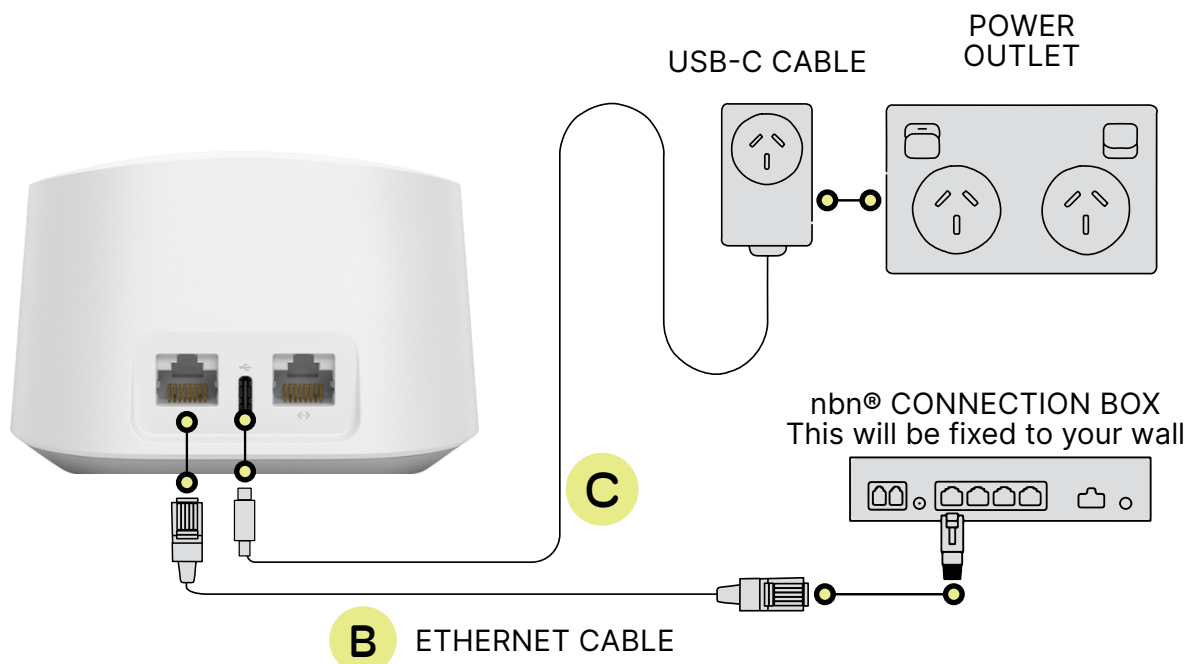 POWER
OUTLET
USB-C CABLE
nbn® CONNECTION BOX
This will be fixed to your wall
C
B
ETHERNET CABLE